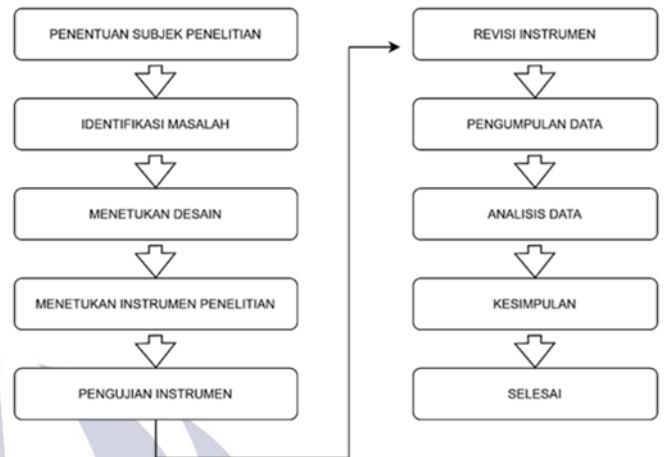 PENENTUAN SUBJEK PENELITIAN
IDENTIFIKASI MASALAH
MENETUKAN DESAIN
MENETUKAN INSTRUMEN PENELITIAN
PENGUJIAN INSTRUMEN
REVISI INSTRUMEN
PENGUMPULAN DATA
ANALISIS DATA
KESIMPULAN
SELESAI